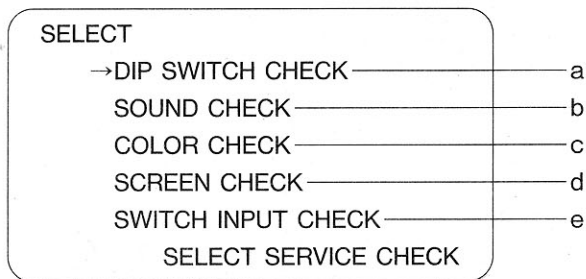 SELECT
→DIP SWITCH CHECK a
SOUND CHECK b
COLOR CHECK c
SCREEN CHECK d
SWITCH INPUT CHECK e
SELECT SERVICE CHECK